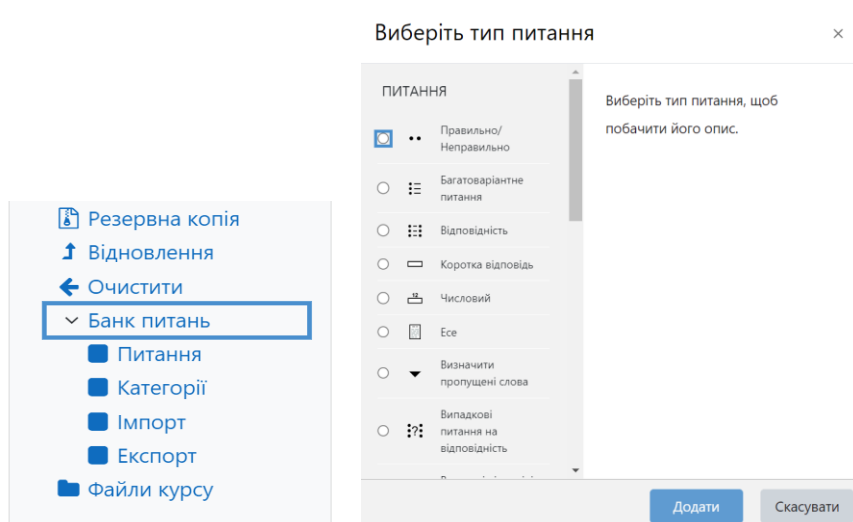 Виберіть тип питання
×
ПИТАННЯ
Правильно/
Неправильно
Багатоваріантне
питання
Відповідність
Коротка відповідь
12
Числовий
Есе
Визначити
пропущені слова
?
Випадкові
питання на
відповідність
Виберіть тип питання, щоб
побачити його опис.
Додати
Скасувати
Резервна копія
Відновлення
Очистити
Банк питань
Питання
Категорії
Імпорт
Експорт
Файли курсу